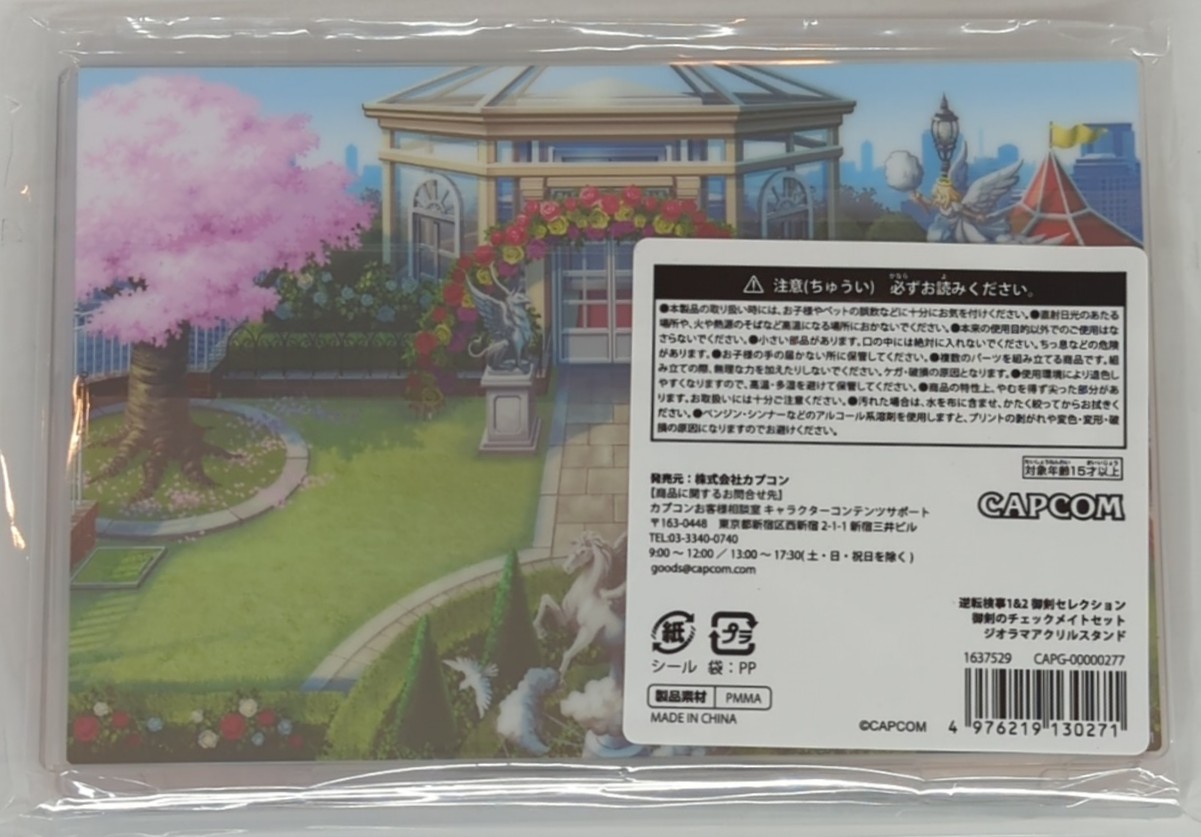 注意(ちゅうい) 必ずお読みください。
かなら よ
●本製品の取り扱い時には、お子様やペットの誤飲などに十分にお気を付けください。●直射日光のあたる
場所や、火や熱源のそばなど高温になる場所におかないでください。●本来の使用目的以外でのご使用はな
さらないでください。●小さい部品があります。口の中には絶対に入れないでください。ちっ息などの危険
があります。●お子様の手の届かない所に保管してください。●複数のパーツを組み立てる商品です。組
み立ての際、無理な力を加えたりしないでください。ケガ・破損の原因となります。●使用環境により退色し
やすくなりますので、高温・多湿を避けて保管してください。●商品の特性上、やむを得ず尖った部分があ
ります。お取扱いには十分ご注意ください。●汚れた場合は、水を布に含ませ、かたく絞ってからお拭きく
ださい。●ベンジン・シンナーなどのアルコール系溶剤を使用しますと、プリントの剥がれや変色・変形・破
損の原因になりますのでお避けください。
たいしょうねんれい さいいじょう
対象年齢15才以上
発売元：株式会社カプコン
【商品に関するお問合せ先】
カプコンお客様相談室 キャラクターコンテンツサポート
〒163-0448 東京都新宿区西新宿 2-1-1 新宿三井ビル
TEL:03-3340-0740
9:00 ～ 12:00 / 13:00 ～ 17:30( 土・日・祝日を除く )
goods@capcom.com
CAPCOM
逆転検事1&2 御剣セレクション
御剣のチェックメイトセット
ジオラマアクリルスタンド
1637529 CAPG-00000277
紙 プラ
シール 袋：PP
製品素材 PMMA
MADE IN CHINA
©CAPCOM
4 976219 130271